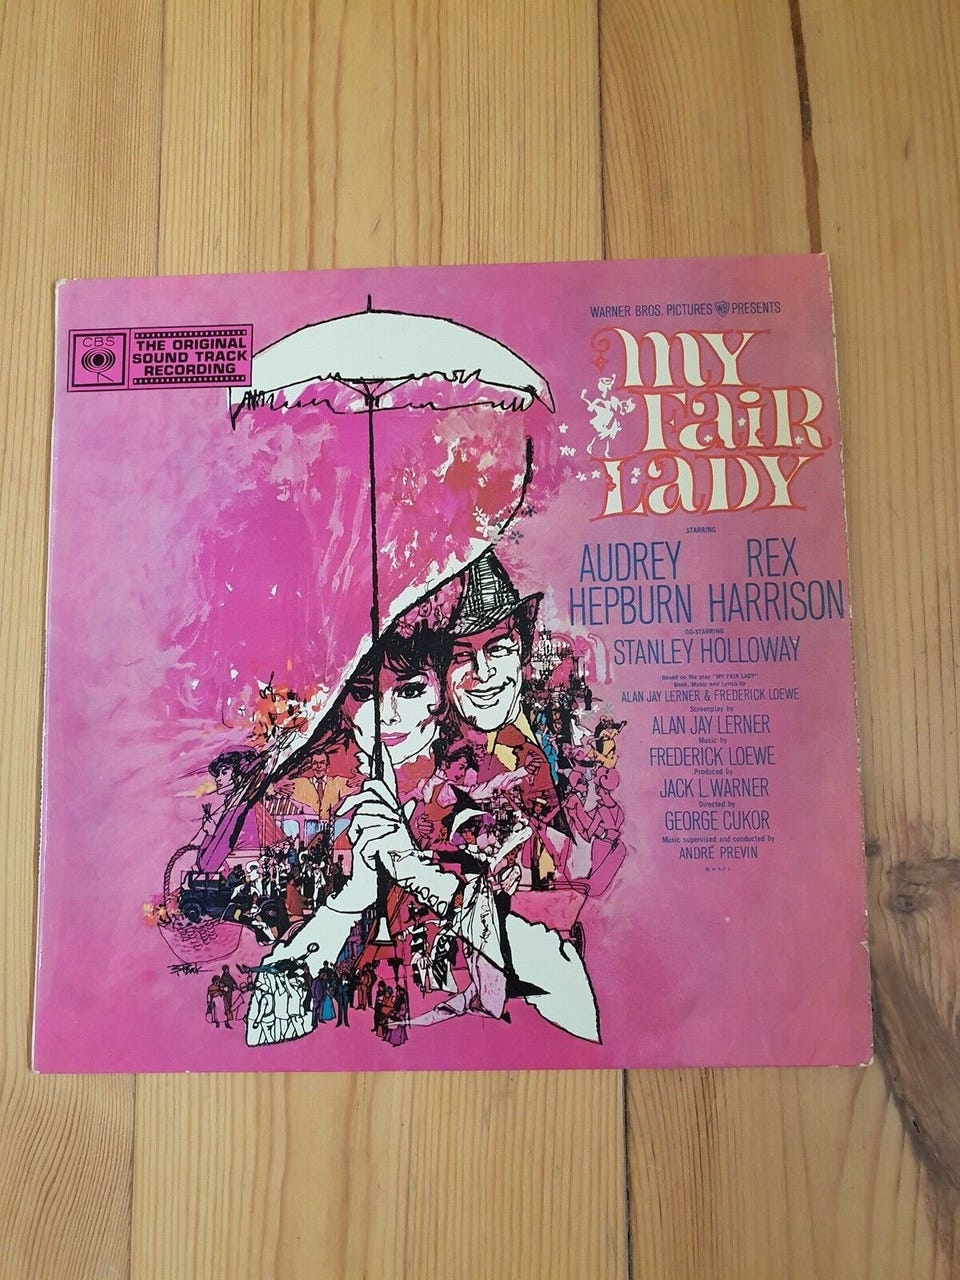 CBS
THE ORIGINAL
SOUND TRACK
RECORDING
WARNER BROS. PICTURES WB PRESENTS
MY
FAIR
LADY
STARRING
AUDREY REX
HEPBURN HARRISON
CO-STARRING
STANLEY HOLLOWAY
Based on the play "MY FAIR LADY"
Book, Music and Lyrics by
ALAN JAY LERNER & FREDERICK LOEWE
Screenplay by
ALAN JAY LERNER
Music by
FREDERICK LOEWE
Produced by
JACK L. WARNER
Directed by
GEORGE CUKOR
Music supervised and conducted by
ANDRÉ PREVIN